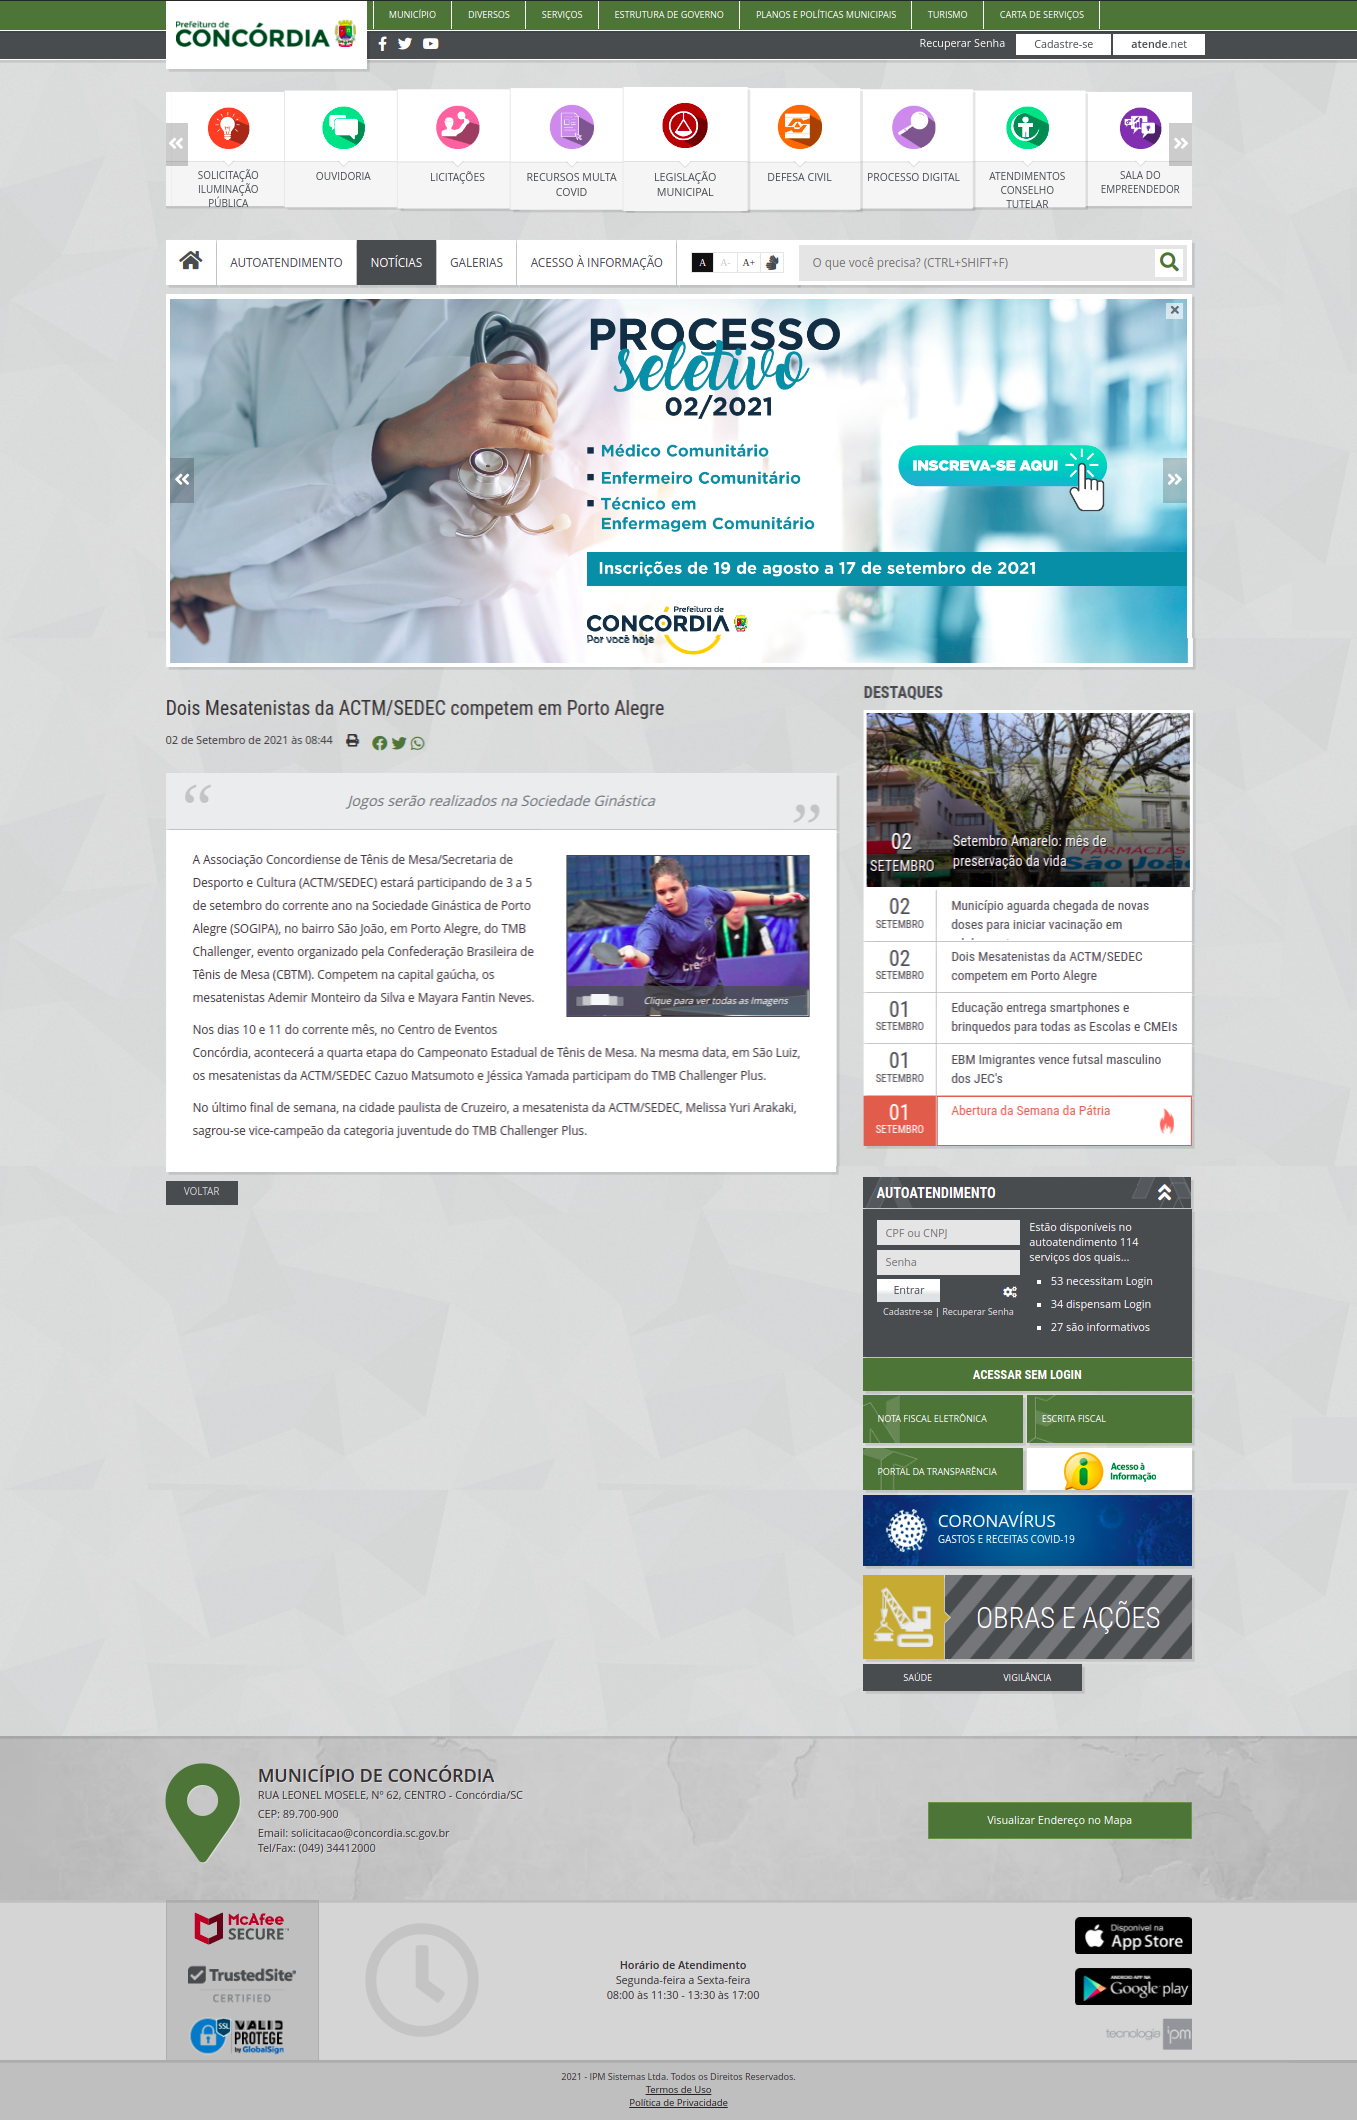 Prefeitura de
CONCÓRDIA
MUNICÍPIO
DIVERSOS
SERVIÇOS
ESTRUTURA DE GOVERNO
PLANOS E POLÍTICAS MUNICIPAIS
TURISMO
CARTA DE SERVIÇOS
Recuperar Senha
Cadastre-se
atende.net
SOLICITAÇÃO
ILUMINAÇÃO
PÚBLICA
OUVIDORIA
LICITAÇÕES
RECURSOS MULTA
COVID
LEGISLAÇÃO
MUNICIPAL
DEFESA CIVIL
PROCESSO DIGITAL
ATENDIMENTOS
CONSELHO
TUTELAR
SALA DO
EMPREENDEDOR
AUTOATENDIMENTO
NOTÍCIAS
GALERIAS
ACESSO À INFORMAÇÃO
A
A-
A+
O que você precisa? (CTRL+SHIFT+F)
PROCESSO
seletivo
02/2021
▪ Médico Comunitário
▪ Enfermeiro Comunitário
▪ Técnico em
Enfermagem Comunitário
INSCREVA-SE AQUI
Inscrições de 19 de agosto a 17 de setembro de 2021
Prefeitura de
CONCÓRDIA
Por você hoje
Dois Mesatenistas da ACTM/SEDEC competem em Porto Alegre
02 de Setembro de 2021 às 08:44
“ Jogos serão realizados na Sociedade Ginástica ”
A Associação Concordiense de Tênis de Mesa/Secretaria de
Desporto e Cultura (ACTM/SEDEC) estará participando de 3 a 5
de setembro do corrente ano na Sociedade Ginástica de Porto
Alegre (SOGIPA), no bairro São João, em Porto Alegre, do TMB
Challenger, evento organizado pela Confederação Brasileira de
Tênis de Mesa (CBTM). Competem na capital gaúcha, os
mesatenistas Ademir Monteiro da Silva e Mayara Fantin Neves.
Clique para ver todas as Imagens
Nos dias 10 e 11 do corrente mês, no Centro de Eventos
Concórdia, acontecerá a quarta etapa do Campeonato Estadual de Tênis de Mesa. Na mesma data, em São Luiz,
os mesatenistas da ACTM/SEDEC Cazuo Matsumoto e Jéssica Yamada participam do TMB Challenger Plus.
No último final de semana, na cidade paulista de Cruzeiro, a mesatenista da ACTM/SEDEC, Melissa Yuri Arakaki,
sagrou-se vice-campeão da categoria juventude do TMB Challenger Plus.
VOLTAR
DESTAQUES
02
SETEMBRO
Setembro Amarelo: mês de
preservação da vida
FARMACIAS
São João
02
SETEMBRO
Município aguarda chegada de novas
doses para iniciar vacinação em
02
SETEMBRO
Dois Mesatenistas da ACTM/SEDEC
competem em Porto Alegre
01
SETEMBRO
Educação entrega smartphones e
brinquedos para todas as Escolas e CMEIs
01
SETEMBRO
EBM Imigrantes vence futsal masculino
dos JEC's
01
SETEMBRO
Abertura da Semana da Pátria
AUTOATENDIMENTO
CPF ou CNPJ
Senha
Entrar
Cadastre-se | Recuperar Senha
Estão disponíveis no
autoatendimento 114
serviços dos quais...
▪ 53 necessitam Login
▪ 34 dispensam Login
▪ 27 são informativos
ACESSAR SEM LOGIN
NOTA FISCAL ELETRÔNICA
ESCRITA FISCAL
PORTAL DA TRANSPARÊNCIA
Acesso à
Informação
CORONAVÍRUS
GASTOS E RECEITAS COVID-19
OBRAS E AÇÕES
SAÚDE
VIGILÂNCIA
MUNICÍPIO DE CONCÓRDIA
RUA LEONEL MOSELE, Nº 62, CENTRO - Concórdia/SC
CEP: 89.700-900
Email: solicitacao@concordia.sc.gov.br
Tel/Fax: (049) 34412000
Visualizar Endereço no Mapa
McAfee
SECURE™
TrustedSite®
CERTIFIED
SSL
VALID
PROTEGE
by GlobalSign
Horário de Atendimento
Segunda-feira a Sexta-feira
08:00 às 11:30 - 13:30 às 17:00
Disponível na
App Store
ANDROID APP NA
Google play
tecnologia ipm
2021 - IPM Sistemas Ltda. Todos os Direitos Reservados.
Termos de Uso
Política de Privacidade